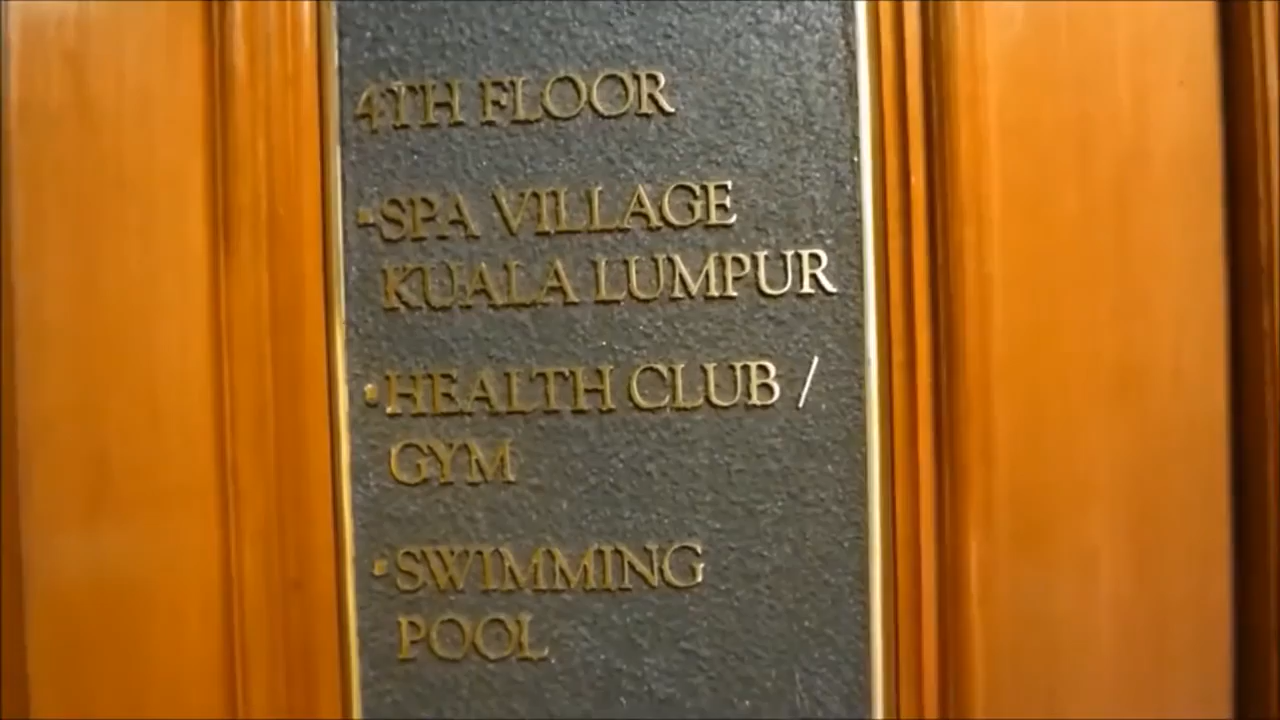 4TH FLOOR
▪SPA VILLAGE
KUALA LUMPUR
▪HEALTH CLUB /
GYM
▪SWIMMING
POOL